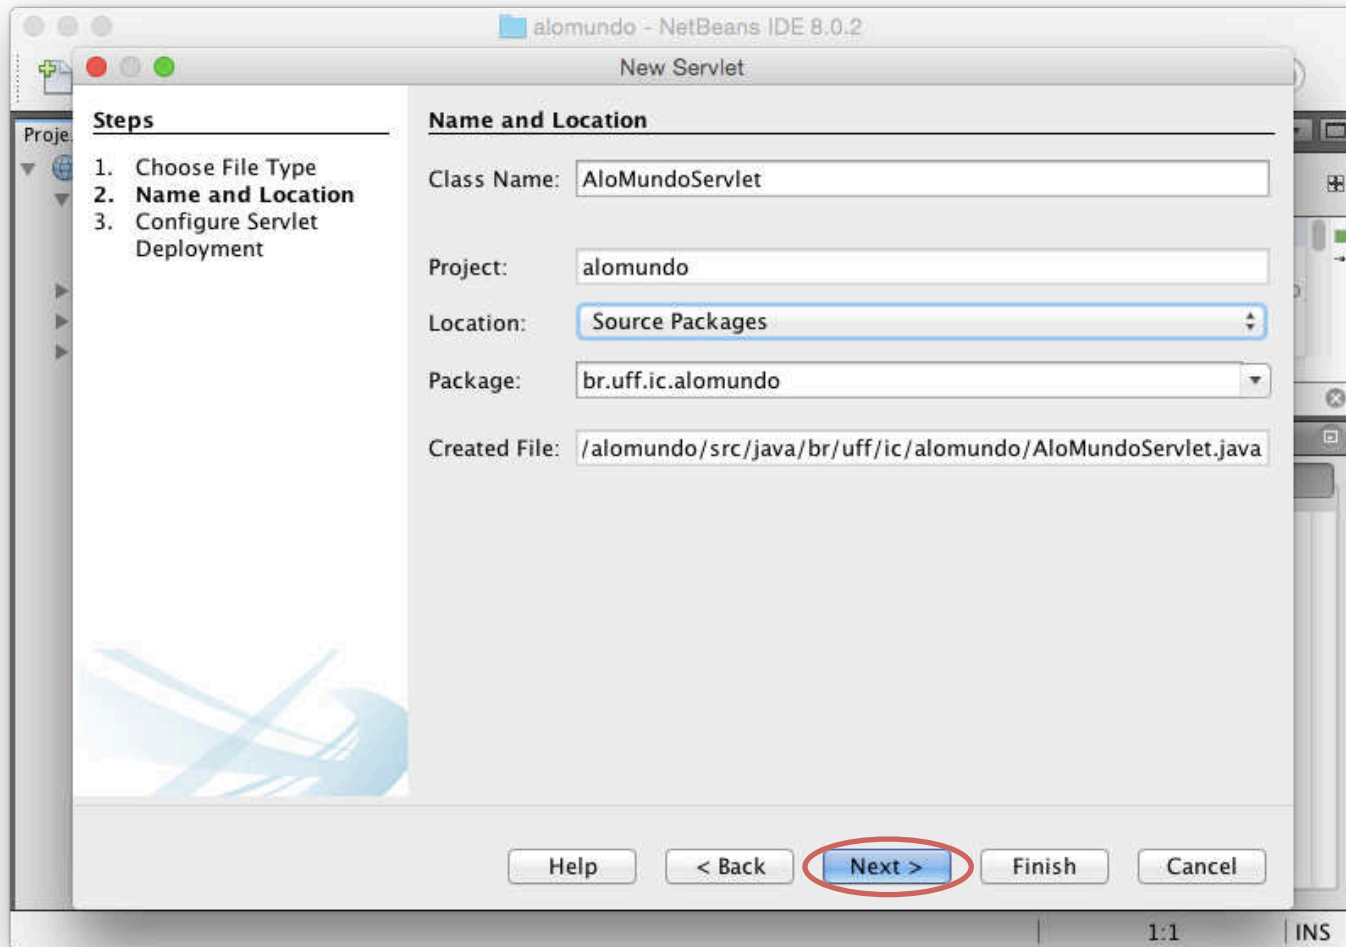 alomundo - NetBeans IDE 8.0.2
New Servlet
Proje
Steps
1. Choose File Type
2. Name and Location
3. Configure Servlet
Deployment
Name and Location
Class Name: AloMundoServlet
Project: alomundo
Location: Source Packages
Package: br.uff.ic.alomundo
Created File: /alomundo/src/java/br/uff/ic/alomundo/AloMundoServlet.java
Help < Back Next > Finish Cancel
1:1 INS